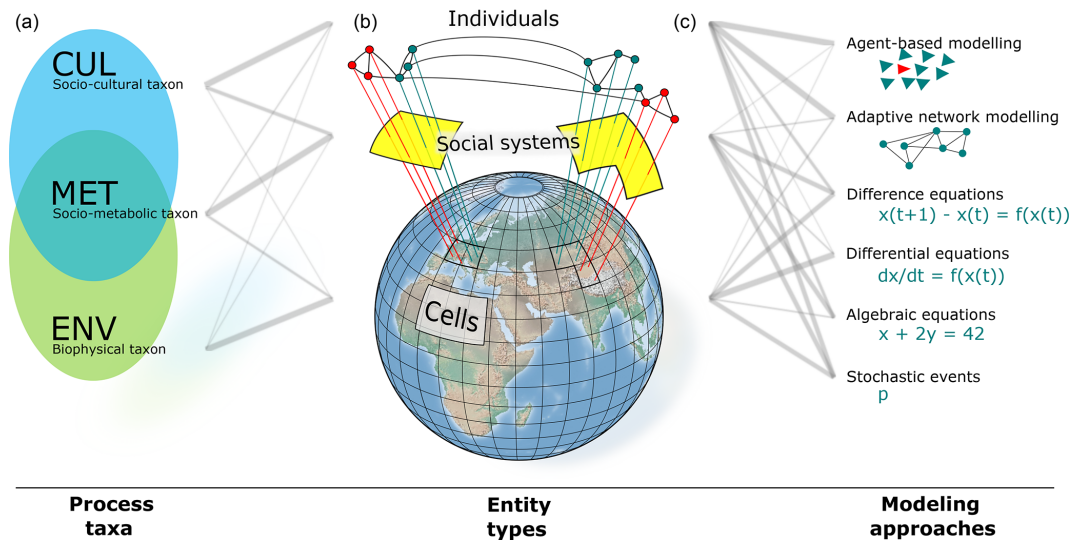 (a)
CUL
Socio-cultural taxon
MET
Socio-metabolic taxon
ENV
Biophysical taxon
Process
taxa
(b)
Individuals
Social systems
Cells
Entity
types
(c)
Agent-based modelling
Adaptive network modelling
Difference equations
x(t+1) - x(t) = f(x(t))
Differential equations
dx/dt = f(x(t))
Algebraic equations
x + 2y = 42
Stochastic events
p
Modeling
approaches